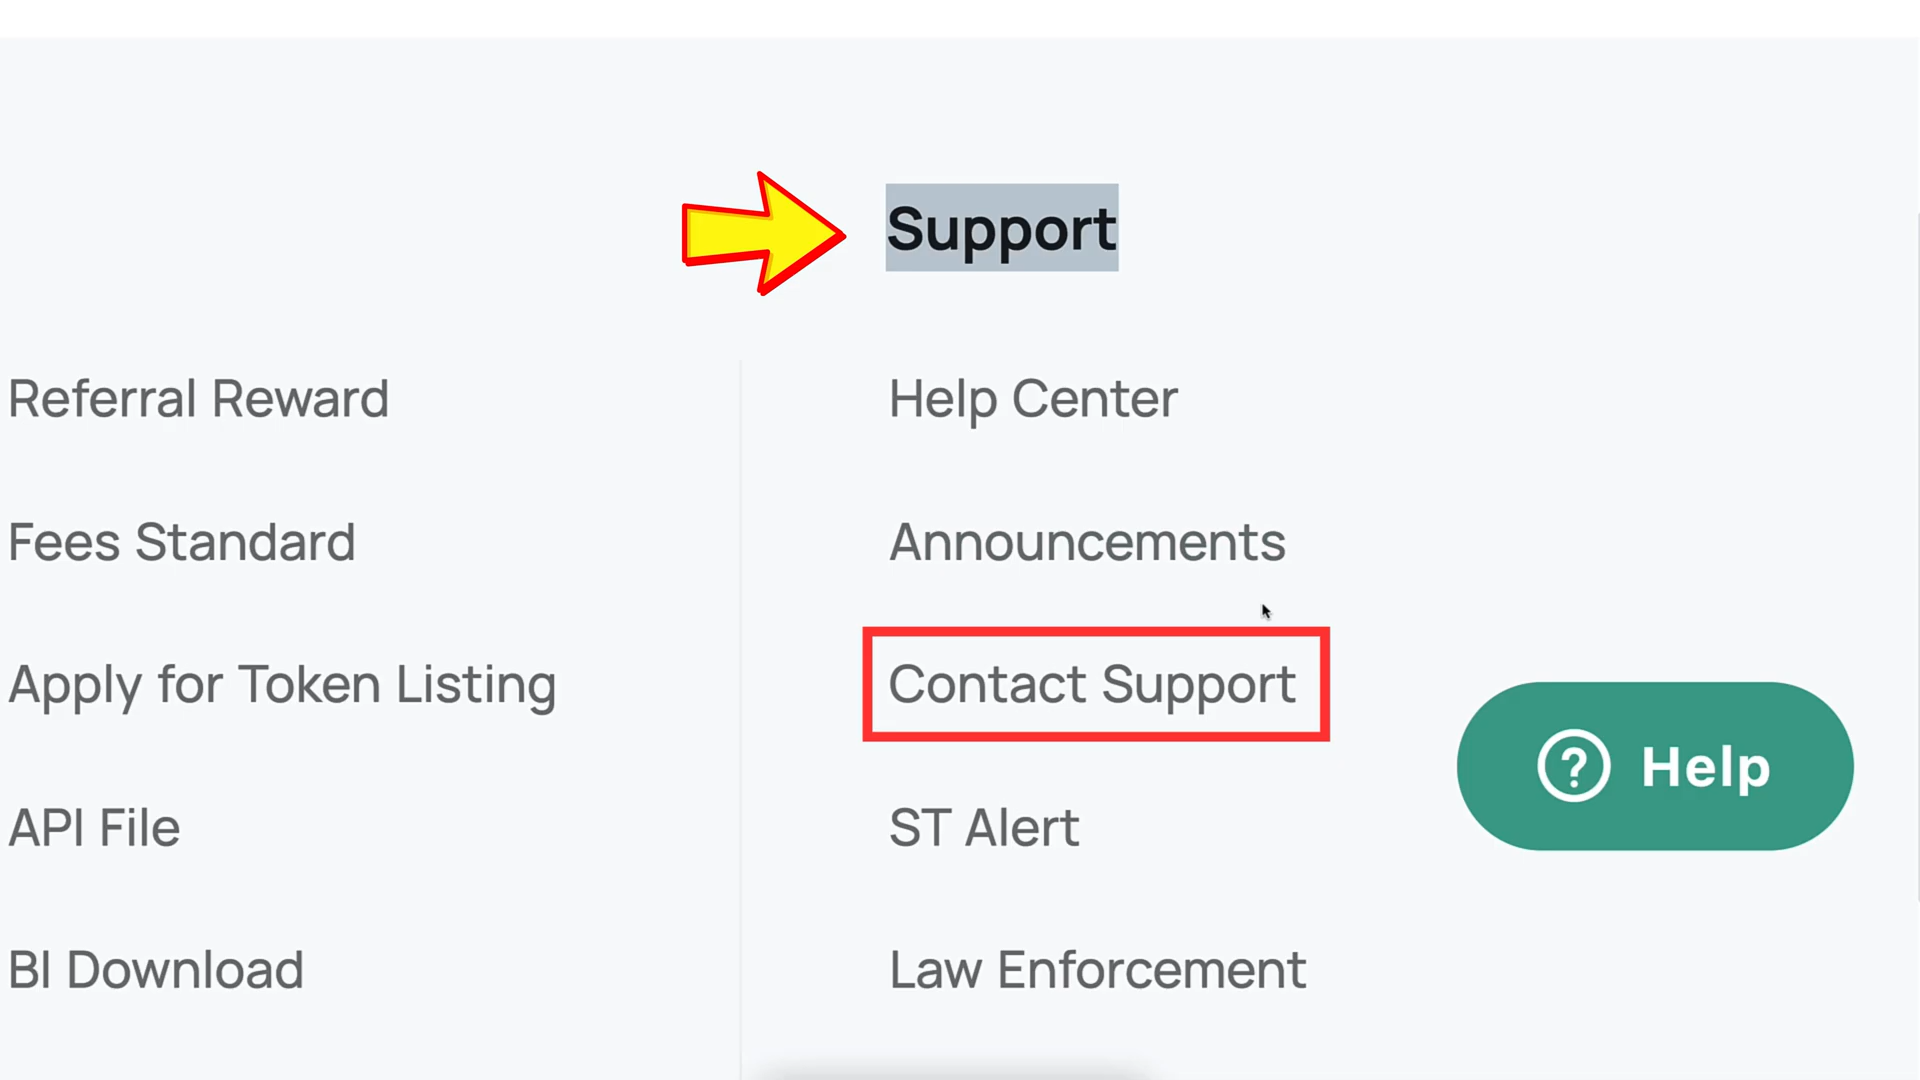 Support
Referral Reward
Fees Standard
Apply for Token Listing
API File
BI Download
Help Center
Announcements
Contact Support
ST Alert
Law Enforcement
? Help